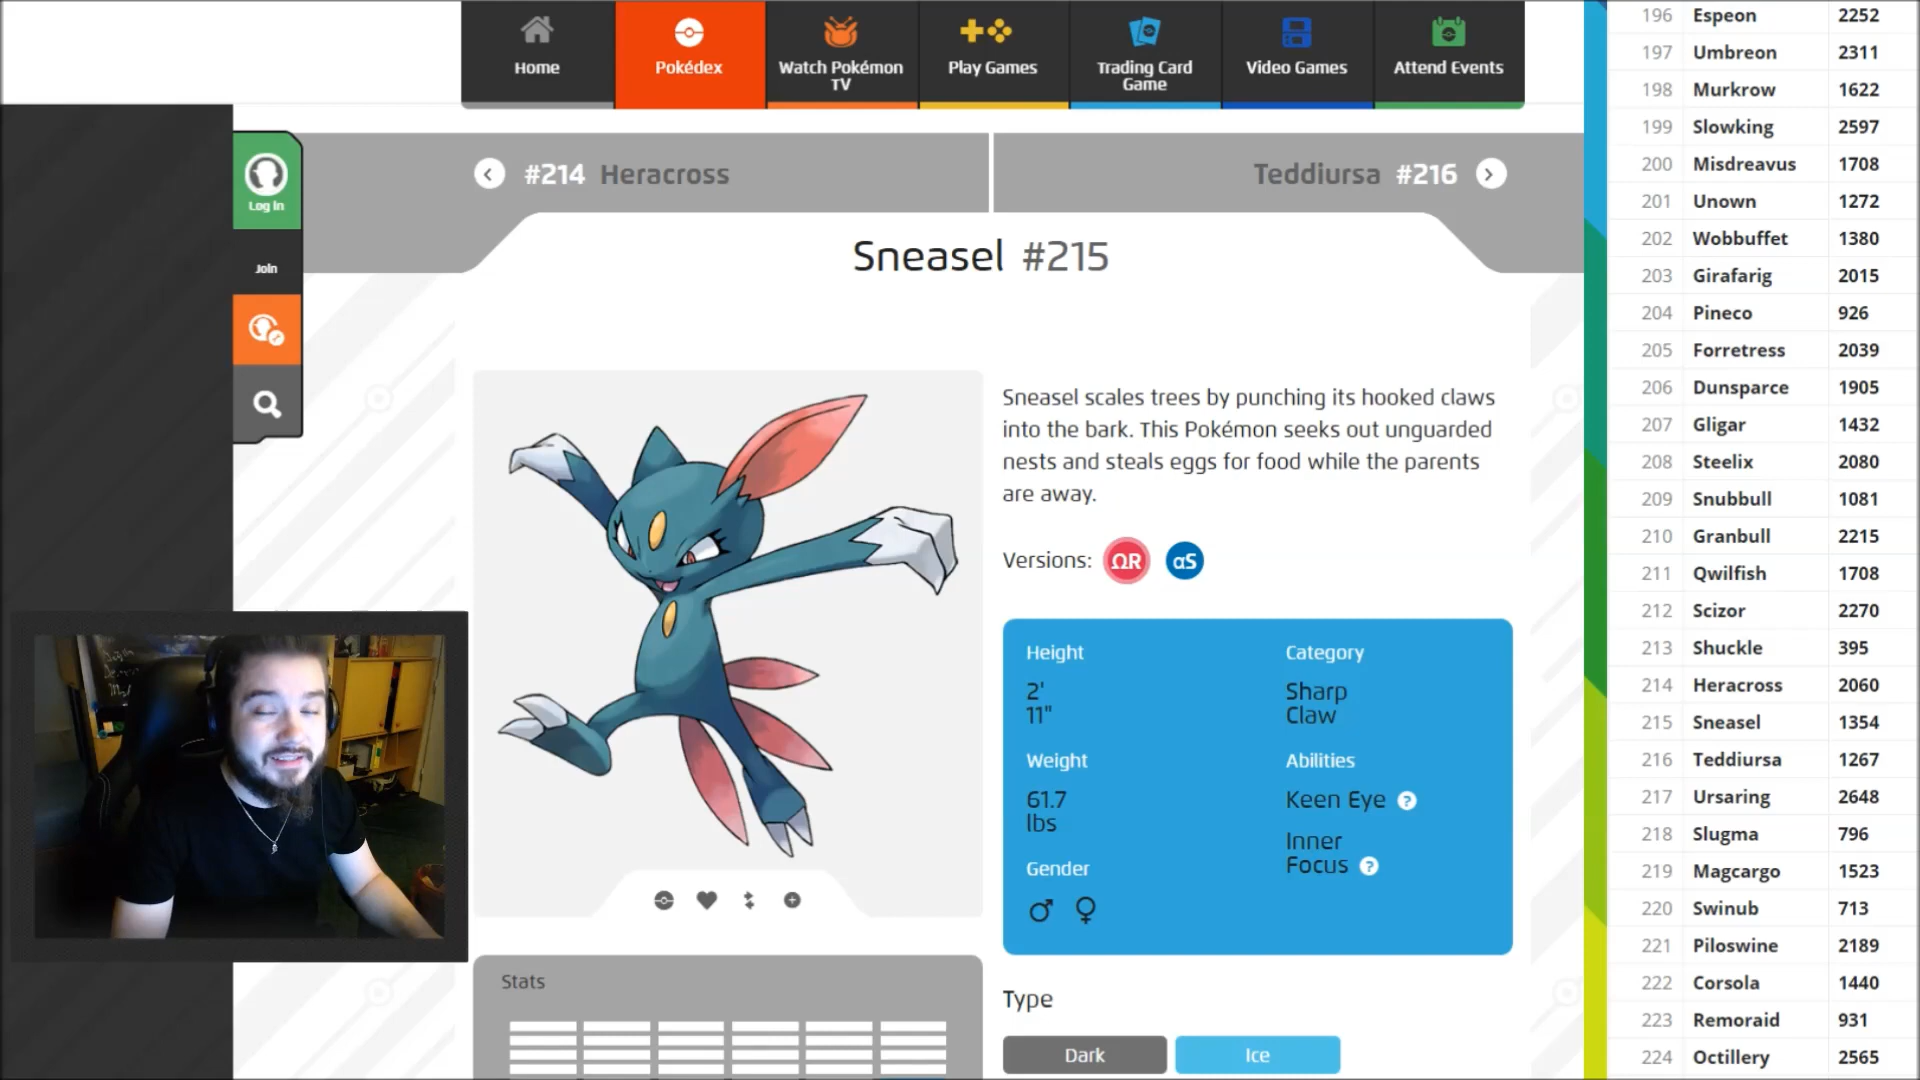 Home
Pokédex
Watch Pokémon TV
Play Games
Trading Card Game
Video Games
Attend Events
Log In
Join
#214 Heracross
Teddiursa #216
Sneasel #215
Sneasel scales trees by punching its hooked claws
into the bark. This Pokémon seeks out unguarded
nests and steals eggs for food while the parents
are away.
Versions: ΩR αS
Height
2'
11"
Weight
61.7
lbs
Gender
Category
Sharp
Claw
Abilities
Keen Eye ?
Inner
Focus ?
Stats
Type
Dark
Ice
196 Espeon 2252
197 Umbreon 2311
198 Murkrow 1622
199 Slowking 2597
200 Misdreavus 1708
201 Unown 1272
202 Wobbuffet 1380
203 Girafarig 2015
204 Pineco 926
205 Forretress 2039
206 Dunsparce 1905
207 Gligar 1432
208 Steelix 2080
209 Snubbull 1081
210 Granbull 2215
211 Qwilfish 1708
212 Scizor 2270
213 Shuckle 395
214 Heracross 2060
215 Sneasel 1354
216 Teddiursa 1267
217 Ursaring 2648
218 Slugma 796
219 Magcargo 1523
220 Swinub 713
221 Piloswine 2189
222 Corsola 1440
223 Remoraid 931
224 Octillery 2565